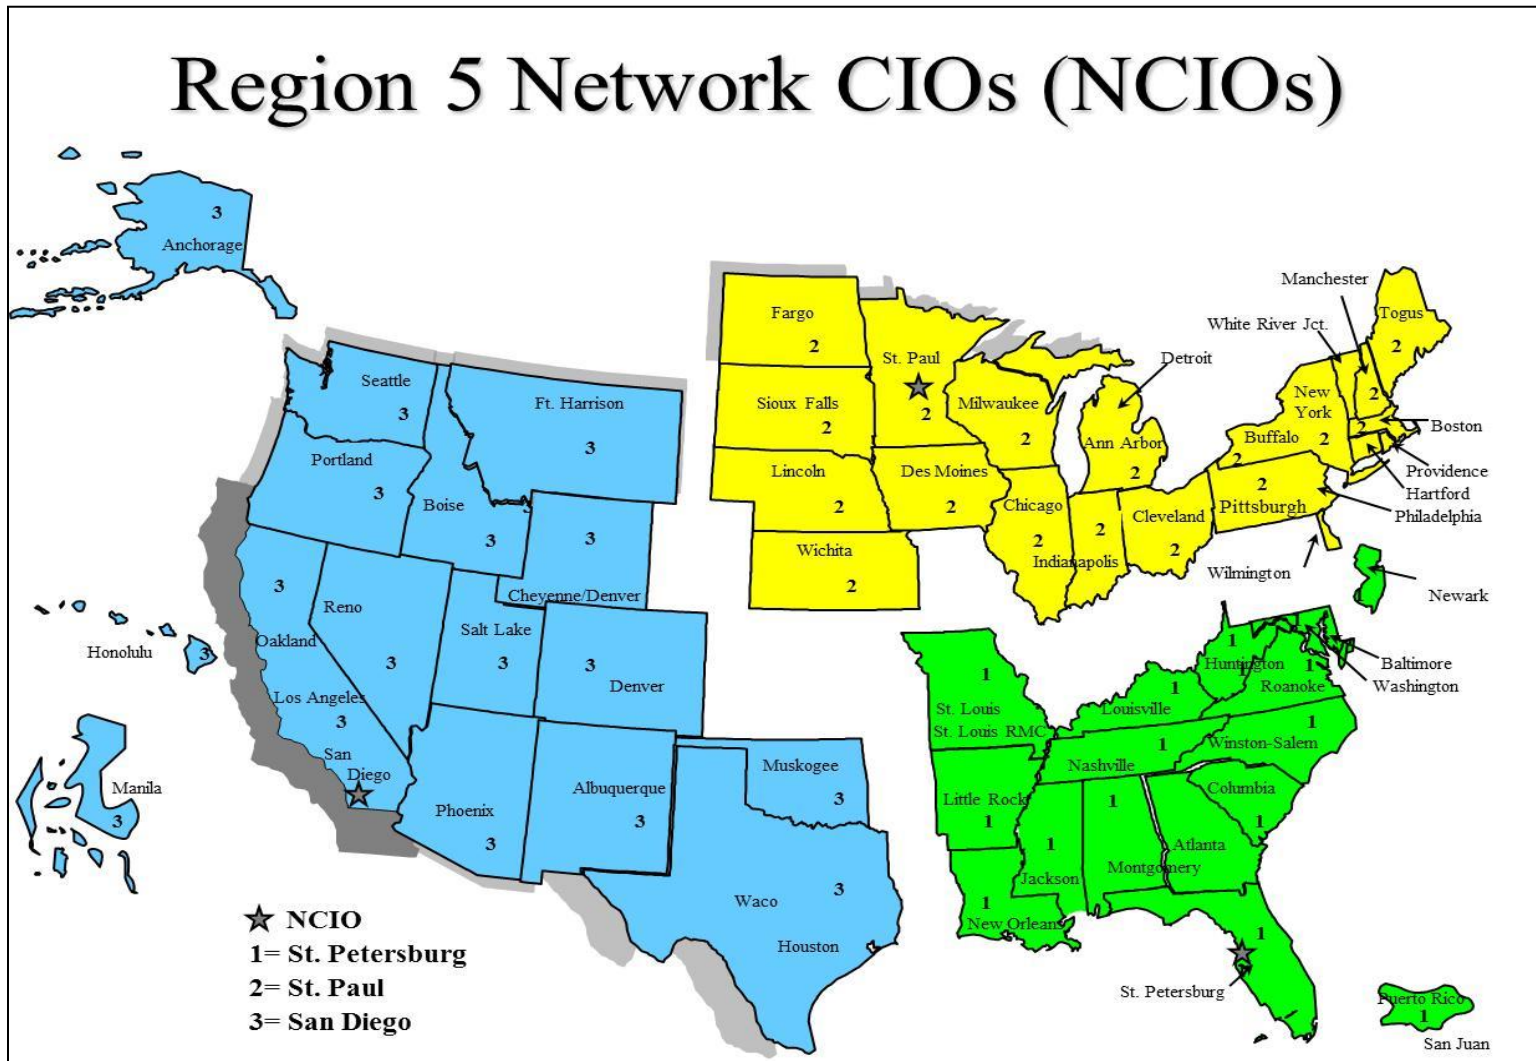 Region 5 Network CIOs (NCIOs)
3
Anchorage
Seattle
3
Ft. Harrison
3
Portland
3
Boise
3
3
Cheyenne/Denver
3
Reno
3
Oakland
Los Angeles
3
San
Diego
Salt Lake
3
3
Denver
Honolulu
3
Manila
3
Phoenix
3
Albuquerque
3
Muskogee
3
Waco
3
Houston
Fargo
2
St. Paul
2
Sioux Falls
2
Milwaukee
2
Lincoln
2
Des Moines
2
Wichita
2
Chicago
2
2
Indianapolis
Detroit
Ann Arbor
2
Cleveland
2
Manchester
White River Jct.
Togus
2
New
York
2
2
Buffalo
2
2
Boston
Providence
Hartford
Philadelphia
2
Pittsburgh
Wilmington
Newark
1
Huntington
1
1
Roanoke
Baltimore
Washington
1
St. Louis
St. Louis RMC
1
Louisville
1
Nashville
1
Winston-Salem
Little Rock
1
1
Jackson
1
Montgomery
Atlanta
Columbia
1
1
New Orleans
1
St. Petersburg
Puerto Rico
1
San Juan
NCIO
1= St. Petersburg
2= St. Paul
3= San Diego